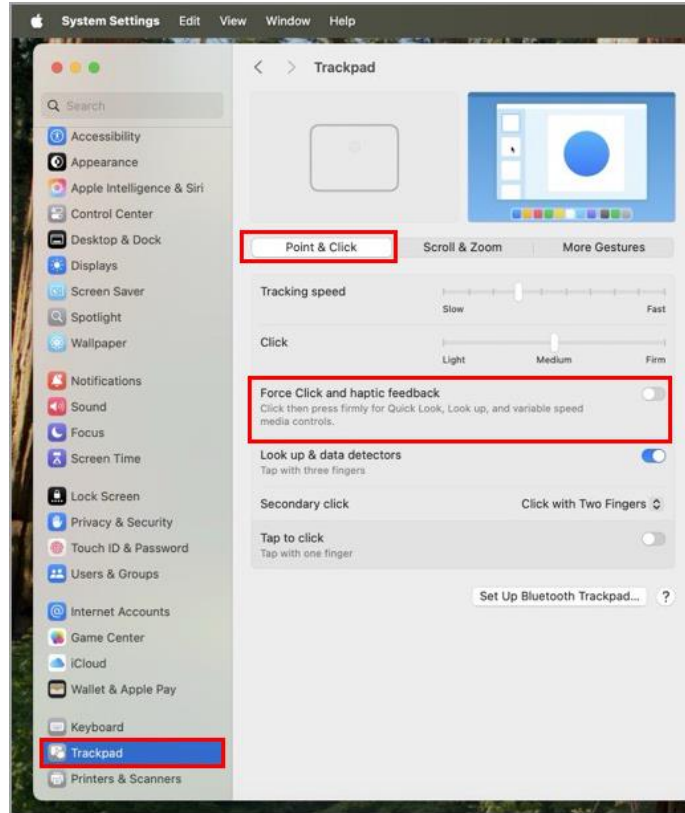 System Settings Edit View Window Help
Trackpad
Search
Accessibility
Appearance
Apple Intelligence & Siri
Control Center
Desktop & Dock
Displays
Screen Saver
Spotlight
Wallpaper
Notifications
Sound
Focus
Screen Time
Lock Screen
Privacy & Security
Touch ID & Password
Users & Groups
Internet Accounts
Game Center
iCloud
Wallet & Apple Pay
Keyboard
Trackpad
Printers & Scanners
Point & Click Scroll & Zoom More Gestures
Tracking speed
Slow Fast
Click
Light Medium Firm
Force Click and haptic feedback
Click then press firmly for Quick Look, Look up, and variable speed
media controls.
Look up & data detectors
Tap with three fingers
Secondary click Click with Two Fingers
Tap to click
Tap with one finger
Set Up Bluetooth Trackpad... ?